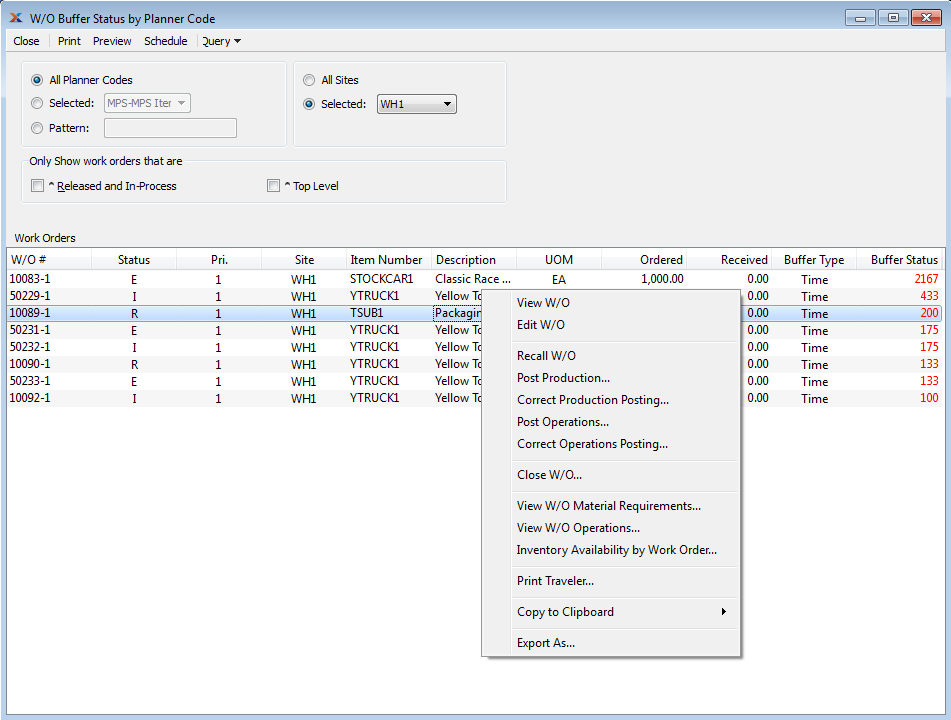 W/O Buffer Status by Planner Code
Close Print Preview Schedule Query
All Planner Codes
Selected: MPS-MPS Iter
Pattern:
All Sites
Selected: WH1
Only Show work orders that are
^ Released and In-Process ^ Top Level
Work Orders
W/O # Status Pri. Site Item Number Description UOM Ordered Received Buffer Type Buffer Status
10083-1 E 1 WH1 STOCKCAR1 Classic Race ... EA 1,000.00 0.00 Time 2167
50229-1 I 1 WH1 YTRUCK1 Yellow To 0.00 Time 433
10089-1 R 1 WH1 TSUB1 Packagin 0.00 Time 200
50231-1 E 1 WH1 YTRUCK1 Yellow To 0.00 Time 175
50232-1 I 1 WH1 YTRUCK1 Yellow To 0.00 Time 175
10090-1 R 1 WH1 YTRUCK1 Yellow To 0.00 Time 133
50233-1 E 1 WH1 YTRUCK1 Yellow To 0.00 Time 133
10092-1 I 1 WH1 YTRUCK1 Yellow To 0.00 Time 100
View W/O
Edit W/O
Recall W/O
Post Production...
Correct Production Posting...
Post Operations...
Correct Operations Posting...
Close W/O...
View W/O Material Requirements...
View W/O Operations...
Inventory Availability by Work Order...
Print Traveler...
Copy to Clipboard
Export As...